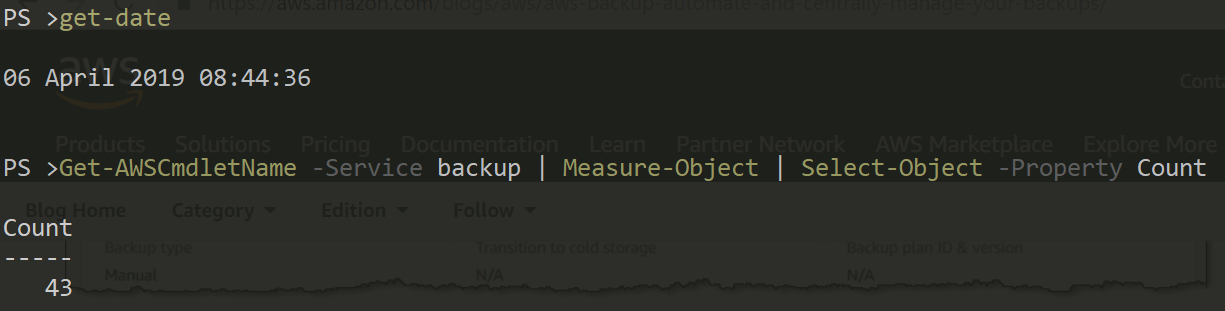 https://aws.amazon.com/blogs/aws/aws-backup-automate-and-centrally-manage-your-backups/
PS >get-date
aws
06 April 2019 08:44:36
Cont
Products Solutions Pricing Documentation Learn Partner Network AWS Marketplace Explore More
PS >Get-AWSCmdletName -Service backup | Measure-Object | Select-Object -Property Count
Blog Home Category Edition Follow
Count
-----
Backup type Transition to cold storage Backup plan ID & version
Manual N/A N/A
43